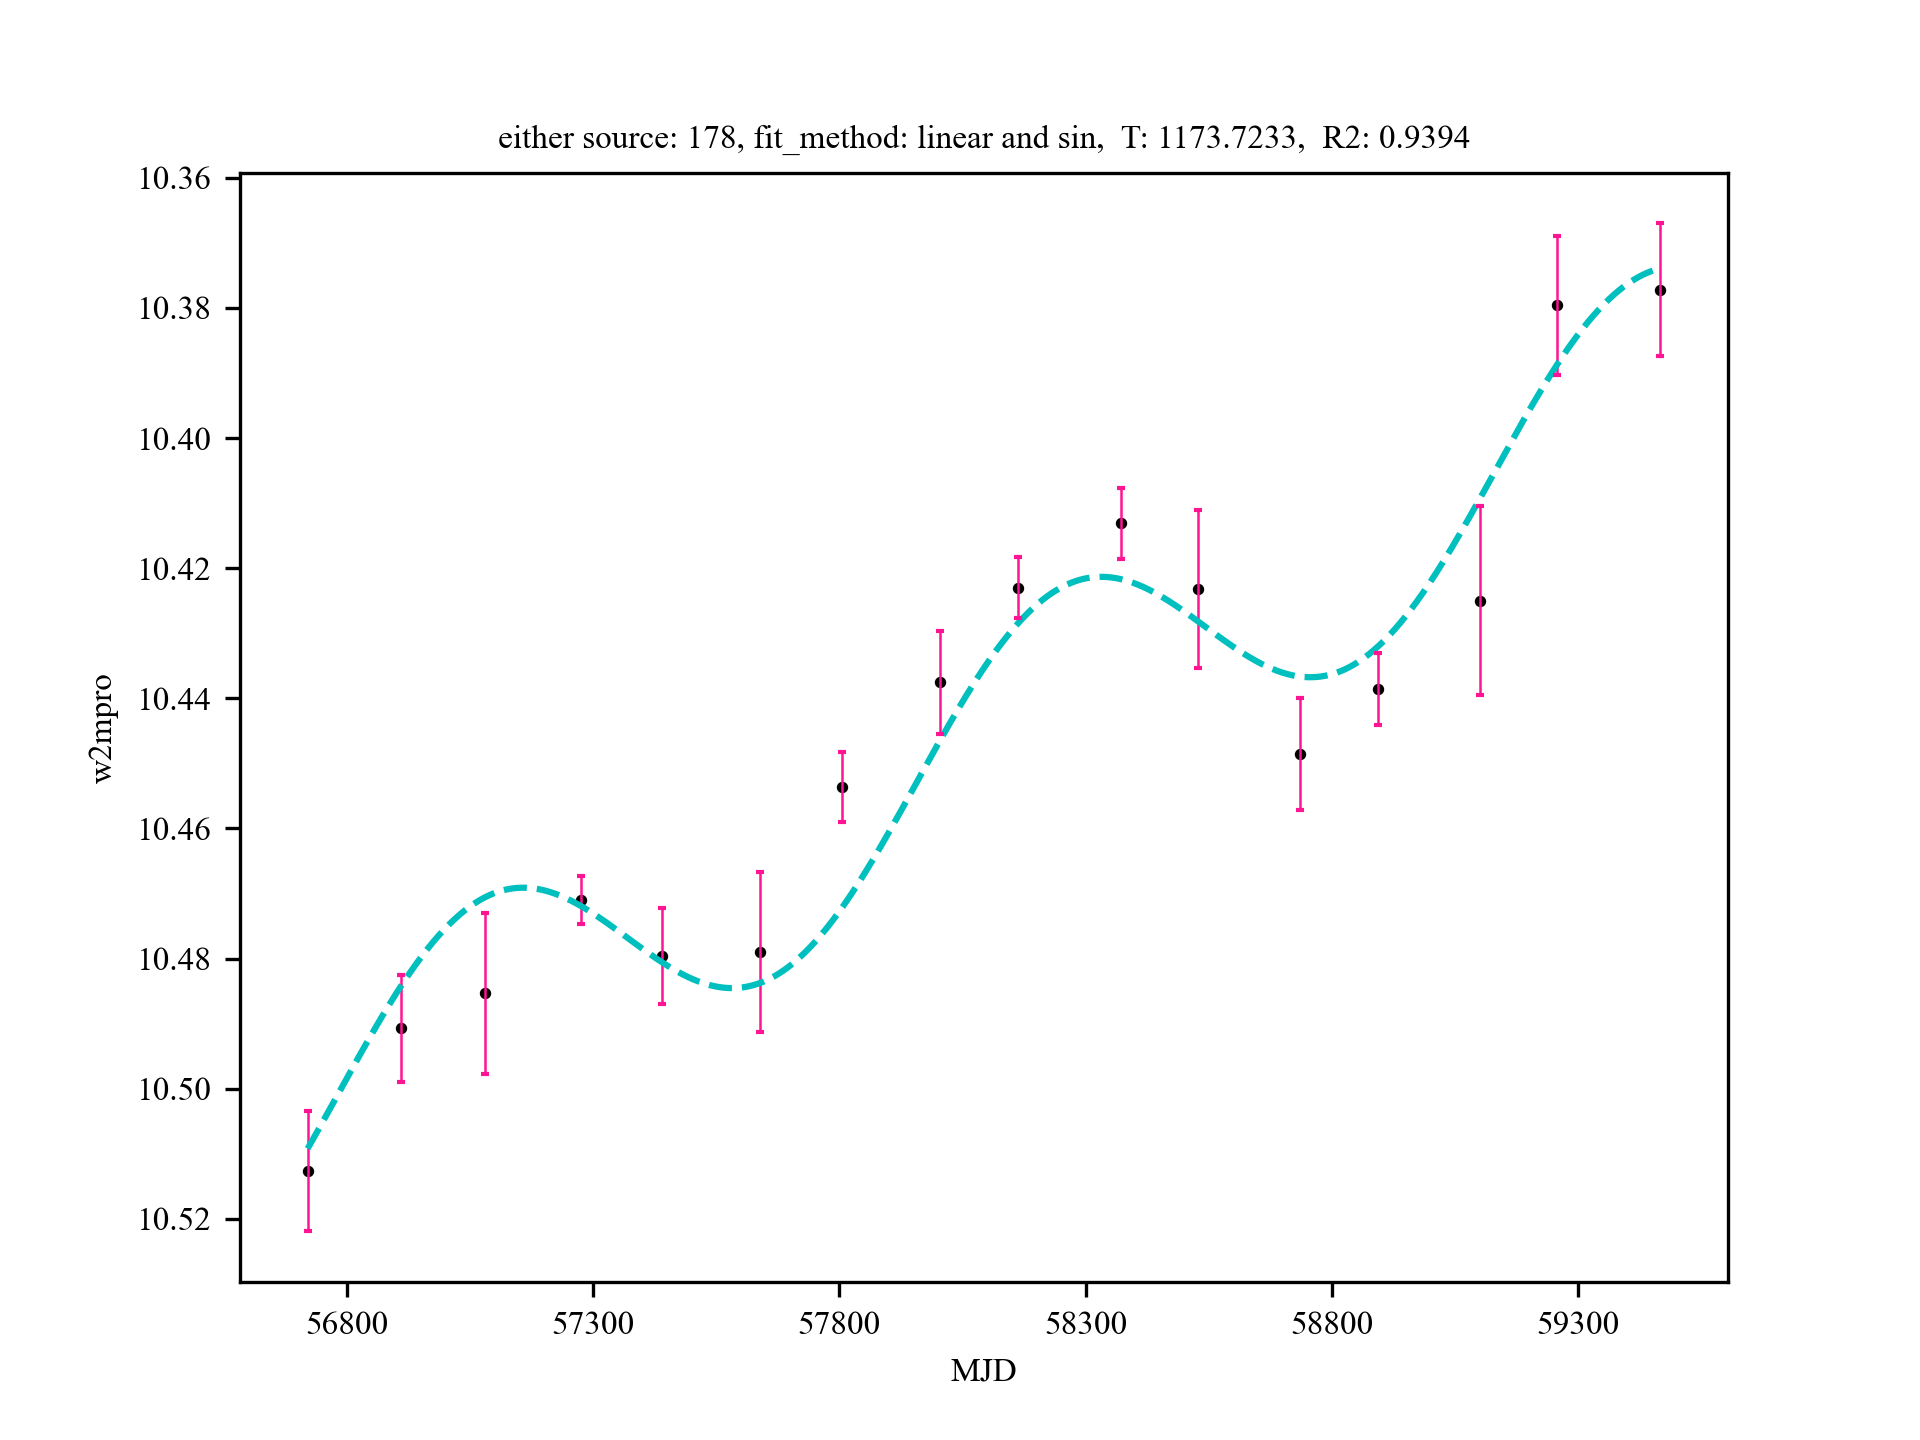 either source: 178, fit_method: linear and sin,  T: 1173.7233,  R2: 0.9394
10.36
10.38
10.40
10.42
10.44
10.46
10.48
10.50
10.52
w2mpro
56800 57300 57800 58300 58800 59300
MJD